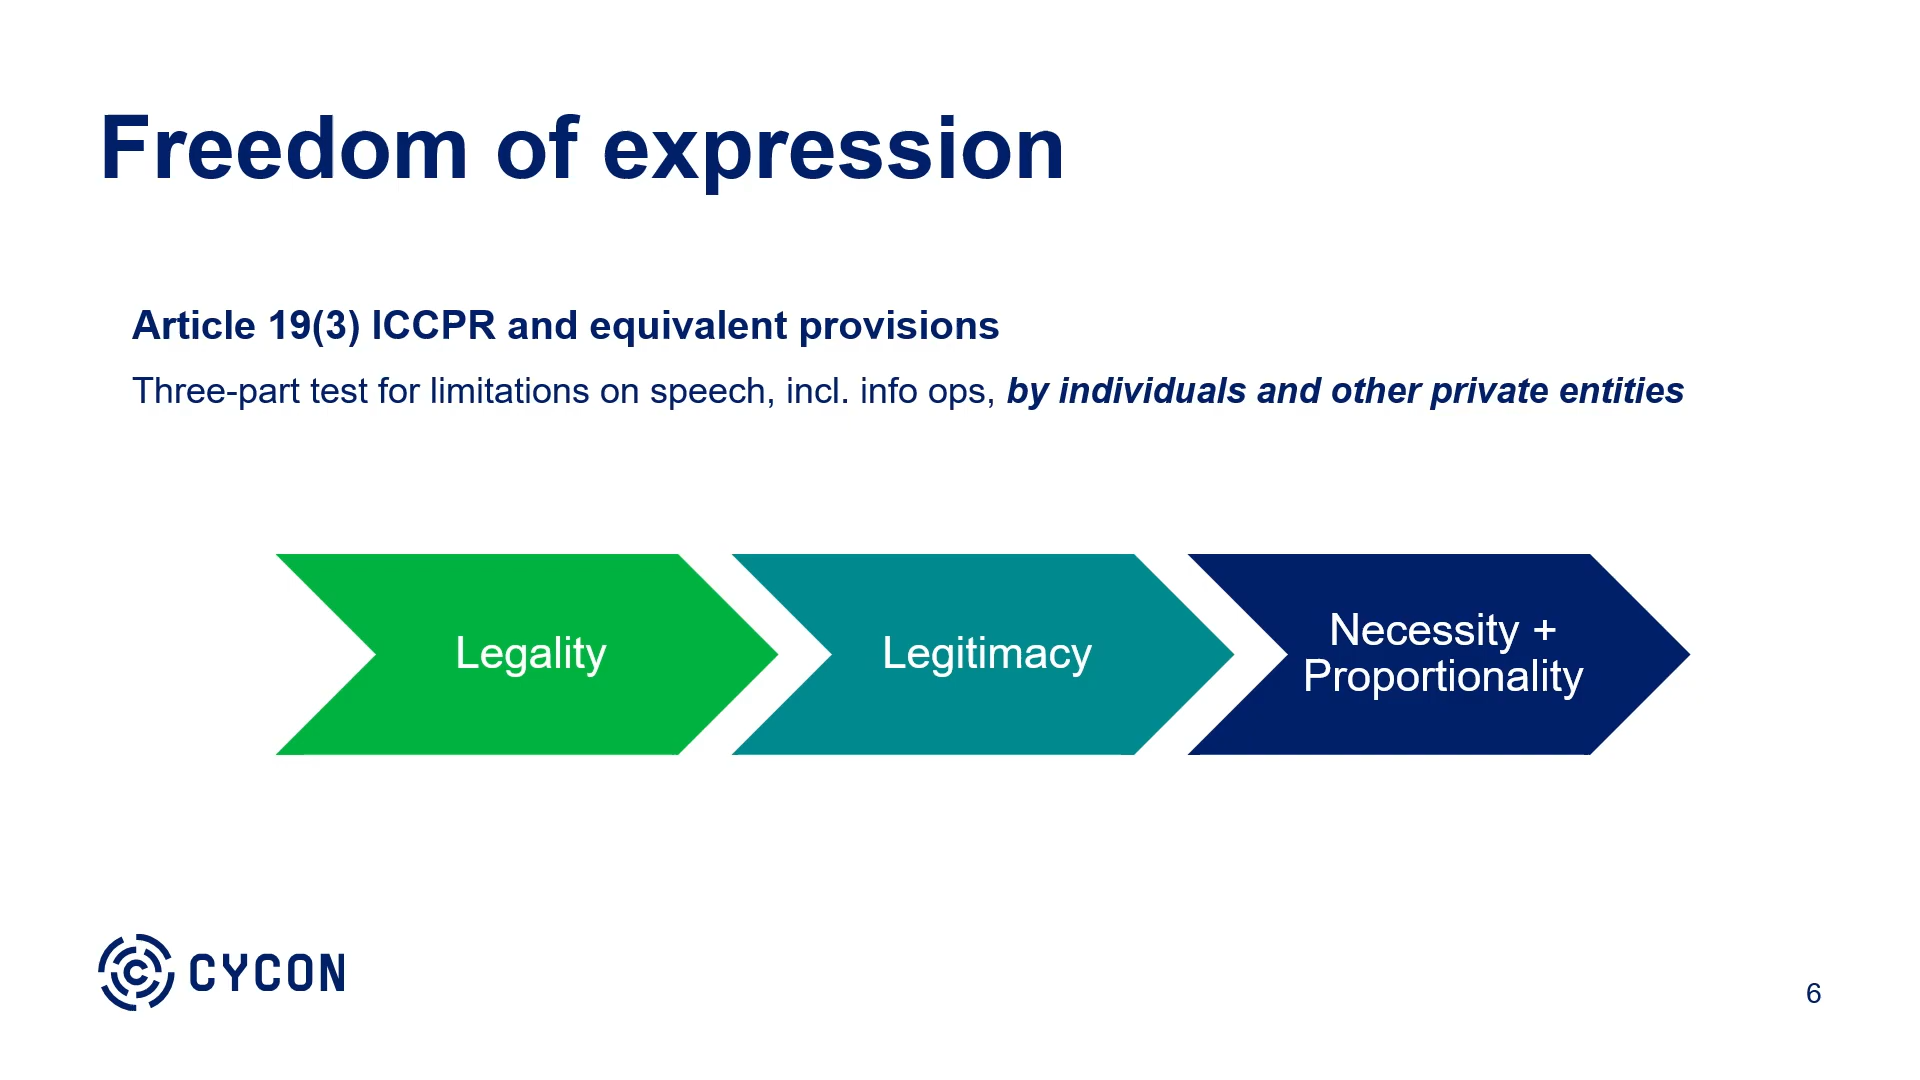 Freedom of expression
Article 19(3) ICCPR and equivalent provisions
Three-part test for limitations on speech, incl. info ops, by individuals and other private entities
Legality
Legitimacy
Necessity +
Proportionality
CYCON
6